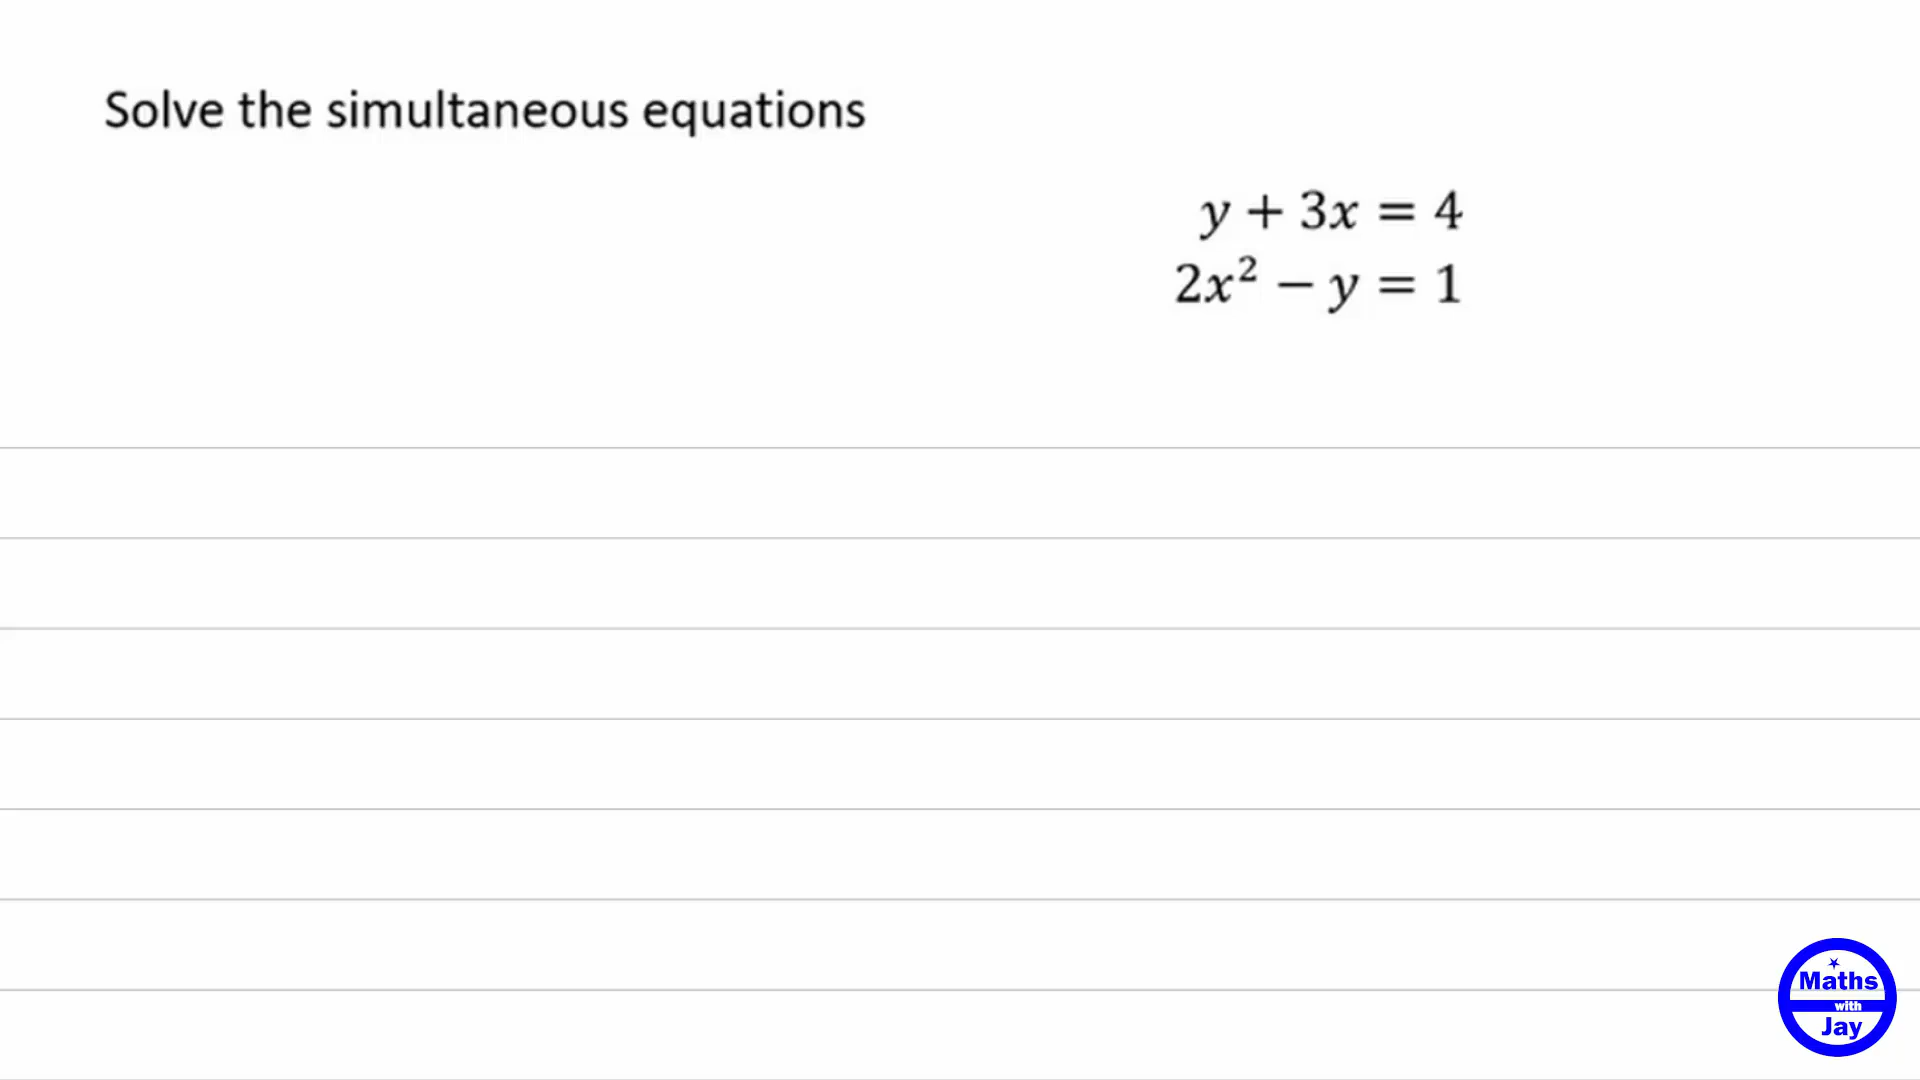 Solve the simultaneous equations
y + 3x = 4
2x² − y = 1
Maths
with
Jay